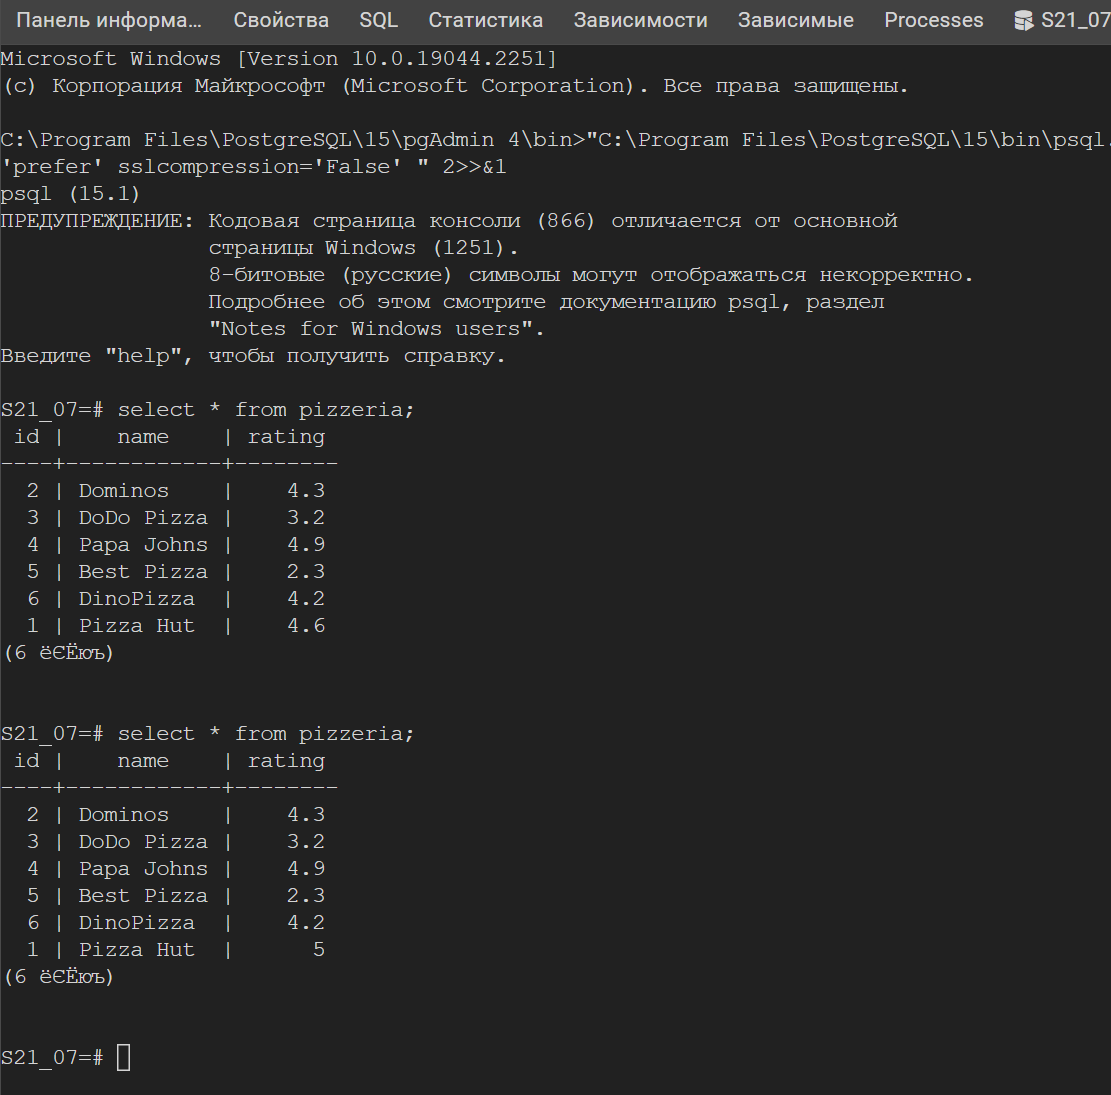 Панель информа... Свойства SQL Статистика Зависимости Зависимые Processes S21_07
Microsoft Windows [Version 10.0.19044.2251]
(c) Корпорация Майкрософт (Microsoft Corporation). Все права защищены.
C:\Program Files\PostgreSQL\15\pgAdmin 4\bin>"C:\Program Files\PostgreSQL\15\bin\psql.
'prefer' sslcompression='False' " 2>>&1
psql (15.1)
ПРЕДУПРЕЖДЕНИЕ: Кодовая страница консоли (866) отличается от основной
страницы Windows (1251).
8-битовые (русские) символы могут отображаться некорректно.
Подробнее об этом смотрите документацию psql, раздел
"Notes for Windows users".
Введите "help", чтобы получить справку.
S21_07=# select * from pizzeria;
id | name | rating
----+------------+--------
2 | Dominos | 4.3
3 | DoDo Pizza | 3.2
4 | Papa Johns | 4.9
5 | Best Pizza | 2.3
6 | DinoPizza | 4.2
1 | Pizza Hut | 4.6
(6 ёЄЁюъ)
S21_07=# select * from pizzeria;
id | name | rating
----+------------+--------
2 | Dominos | 4.3
3 | DoDo Pizza | 3.2
4 | Papa Johns | 4.9
5 | Best Pizza | 2.3
6 | DinoPizza | 4.2
1 | Pizza Hut | 5
(6 ёЄЁюъ)
S21_07=#